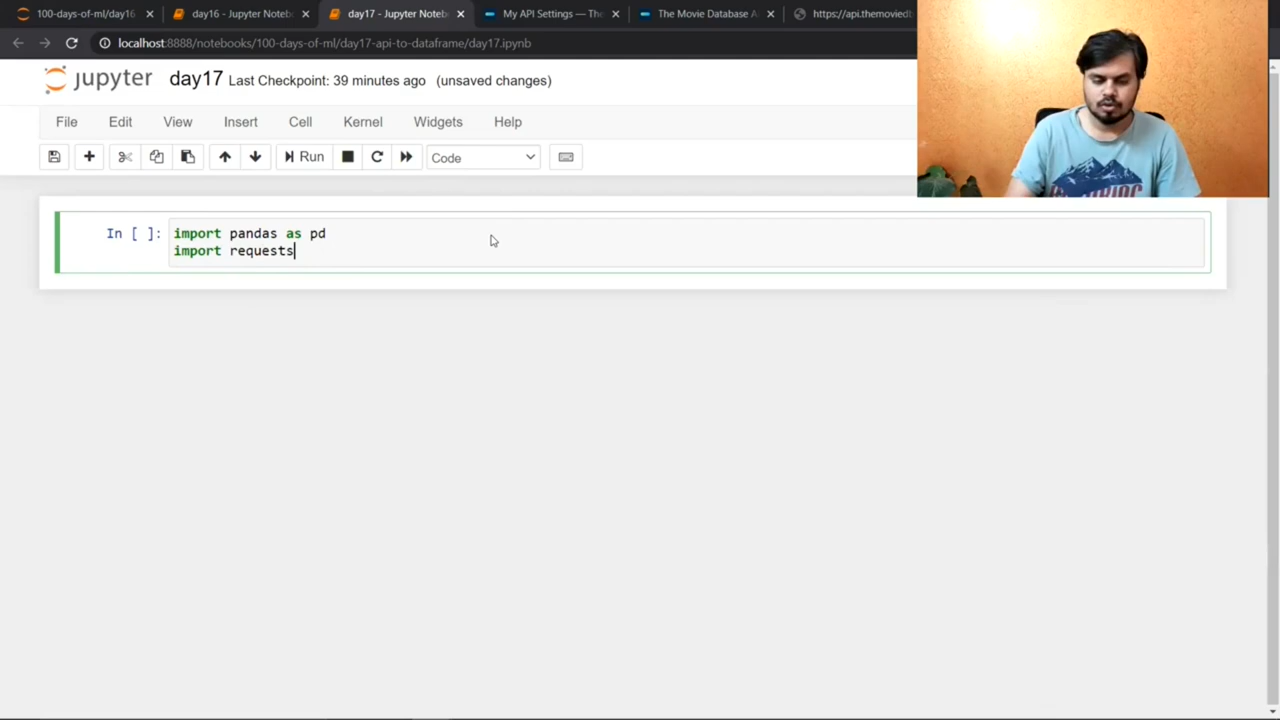 100-days-of-ml/day16
day16 - Jupyter Noteb
day17 - Jupyter Noteb
My API Settings — The
The Movie Database A
https://api.themovied
localhost:8888/notebooks/100-days-of-ml/day17-api-to-dataframe/day17.ipynb
jupyter day17 Last Checkpoint: 39 minutes ago (unsaved changes)
File Edit View Insert Cell Kernel Widgets Help
Run Code
In [ ]: import pandas as pd
import requests